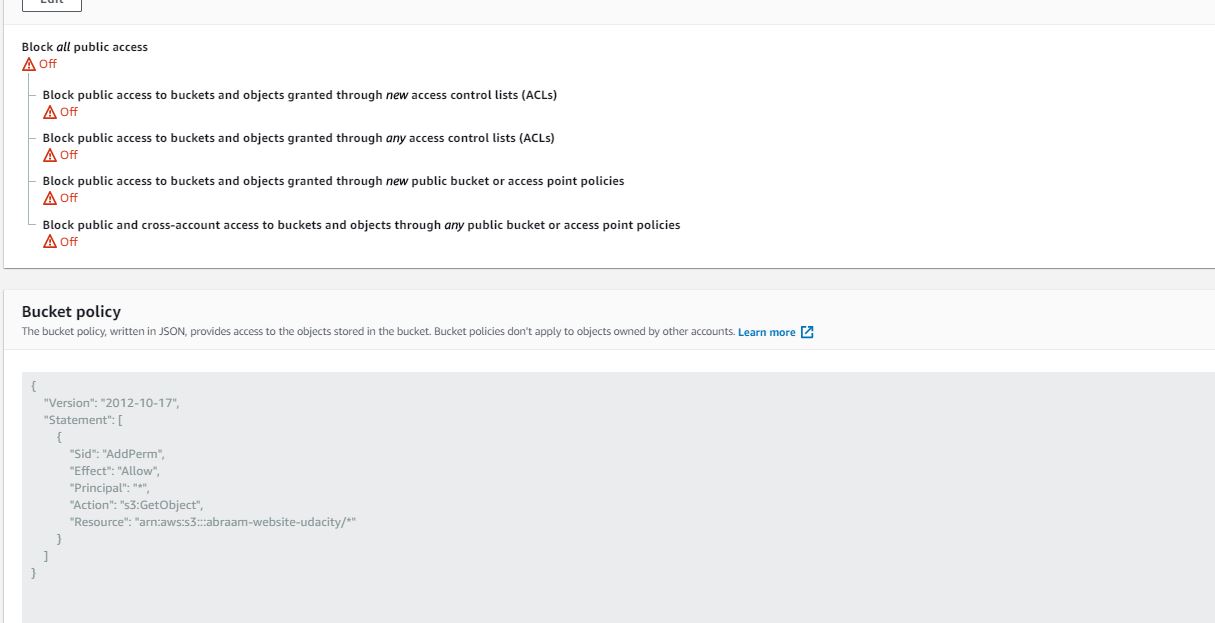 Edit
Block all public access
Off
Block public access to buckets and objects granted through new access control lists (ACLs)
Off
Block public access to buckets and objects granted through any access control lists (ACLs)
Off
Block public access to buckets and objects granted through new public bucket or access point policies
Off
Block public and cross-account access to buckets and objects through any public bucket or access point policies
Off
Bucket policy
The bucket policy, written in JSON, provides access to the objects stored in the bucket. Bucket policies don't apply to objects owned by other accounts. Learn more
{
"Version": "2012-10-17",
"Statement": [
{
"Sid": "AddPerm",
"Effect": "Allow",
"Principal": "*",
"Action": "s3:GetObject",
"Resource": "arn:aws:s3:::abraam-website-udacity/*"
}
]
}